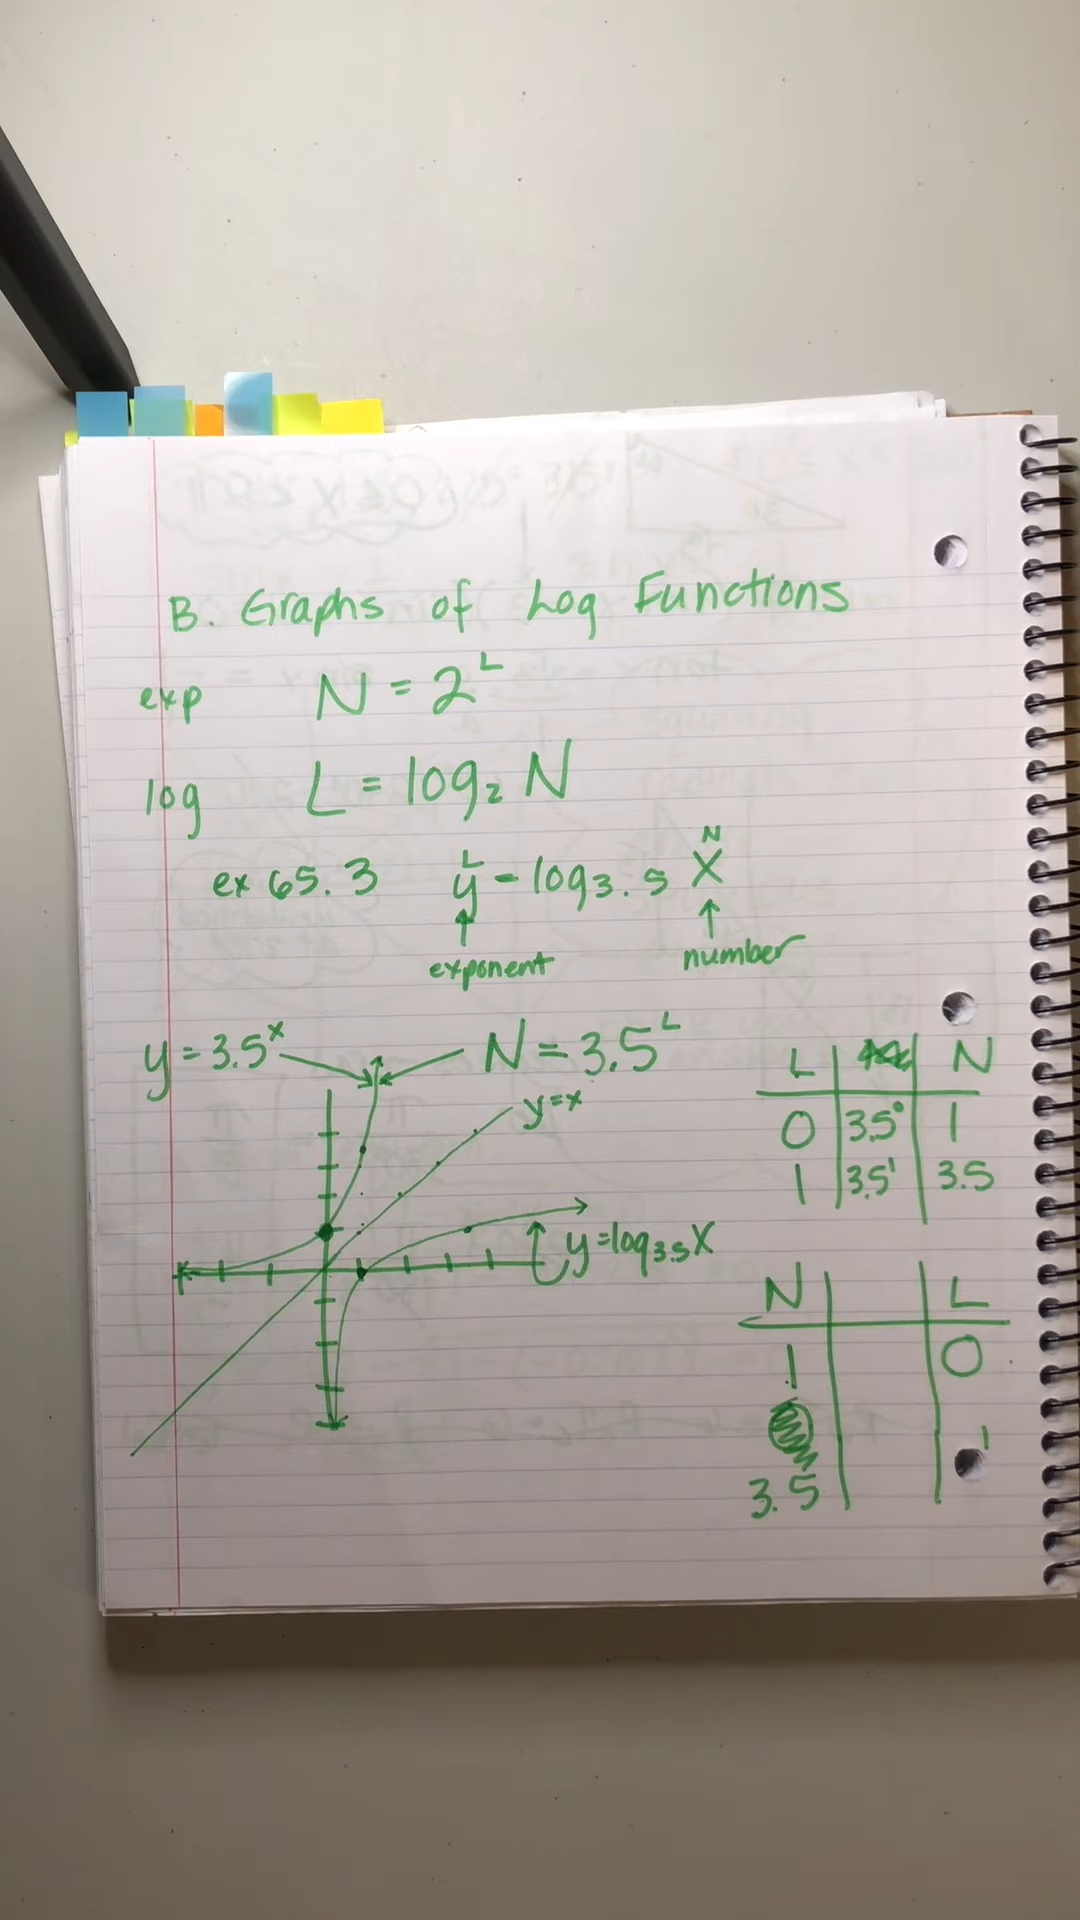 B. Graphs of Log Functions
exp N = 2^L
log L = log₂ N
L N
ex 65.3 y - log3.5 X
exponent number
y = 3.5^x N = 3.5^L
y=x
y=log3.5X
L N
0 3.5⁰ 1
1 3.5¹ 3.5
N L
1 0
1
3.5